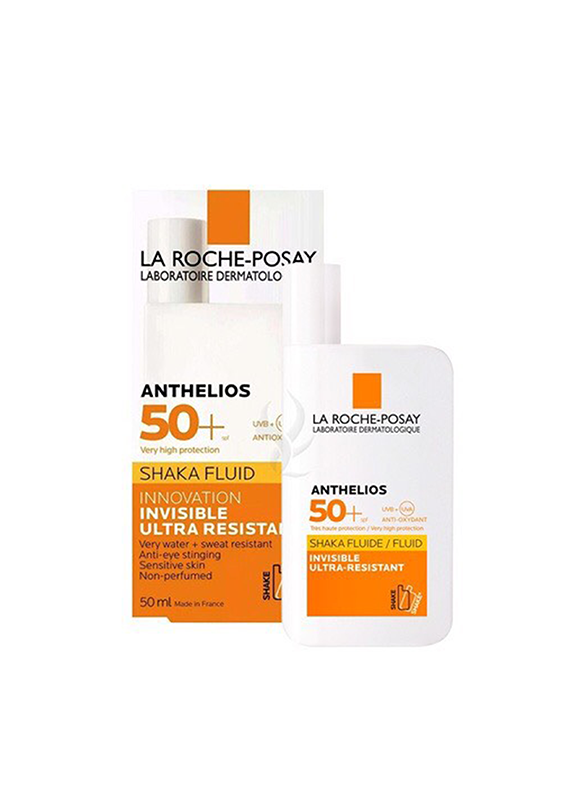 LA ROCHE-POSAY
LABORATOIRE DERMATOLO
ANTHELIOS
50+ SPF
UVB + U
ANTIOX
Very high protection
SHAKA FLUID
INNOVATION
INVISIBLE
ULTRA RESISTAN
Very water + sweat resistant
Anti-eye stinging
Sensitive skin
Non-perfumed
SHAKE
50 ml Made in France
LA ROCHE-POSAY
LABORATOIRE DERMATOLOGIQUE
ANTHELIOS
50+ SPF
UVB + UVA
ANTI-OXYDANT
Très haute protection / Very high protection
SHAKA FLUIDE / FLUID
INVISIBLE
ULTRA-RESISTANT
SHAKE
SHAKE